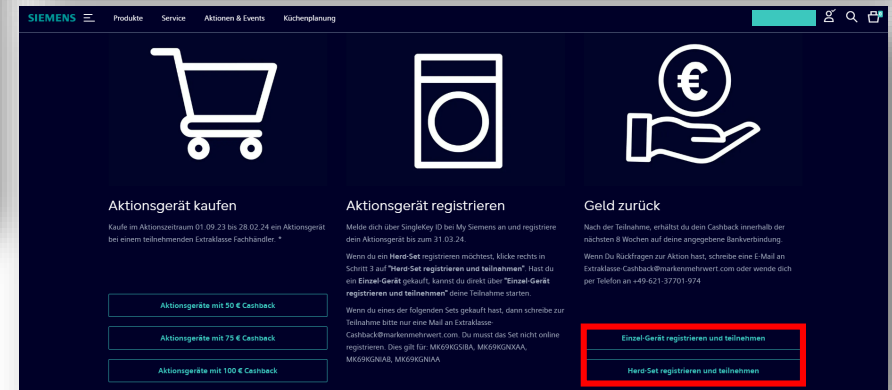 SIEMENS Produkte Service Aktionen & Events Küchenplanung
€
Aktionsgerät kaufen
Kaufe im Aktionszeitraum 01.09.23 bis 28.02.24 ein Aktionsgerät
bei einem teilnehmenden Extraklasse Fachhändler. *
Aktionsgeräte mit 50 € Cashback
Aktionsgeräte mit 75 € Cashback
Aktionsgeräte mit 100 € Cashback
Aktionsgerät registrieren
Melde dich über SingleKey ID bei My Siemens an und registriere
dein Aktionsgerät bis zum 31.03.24.
Wenn du ein Herd-Set registrieren möchtest, klicke rechts in
Schritt 3 auf "Herd-Set registrieren und teilnahmen". Hast du
ein Einzel-Gerät gekauft, kannst du direkt über "Einzel-Gerät
registrieren und teilnehmen" deine Teilnahme starten.
Wenn du eines der folgenden Sets gekauft hast, dann schreibe zur
Teilnahme bitte nur eine Mail an Extraklasse-
Cashback@markenmehrwert.com. Du musst das Set nicht online
registrieren. Dies gilt für: MK69KGSIBA, MK69KGNXAA,
MK69KGNIAB, MK69KGNIAA
Geld zurück
Nach der Teilnahme, erhältst du dein Cashback innerhalb der
nächsten 8 Wochen auf deine angegebene Bankverbindung.
Wenn Du Rückfragen zur Aktion hast, schreibe eine E-Mail an
Extraklasse-Cashback@markenmehrwert.com oder wende dich
per Telefon an +49-621-37701-974
Einzel-Gerät registrieren und teilnehmen
Herd-Set registrieren und teilnehmen